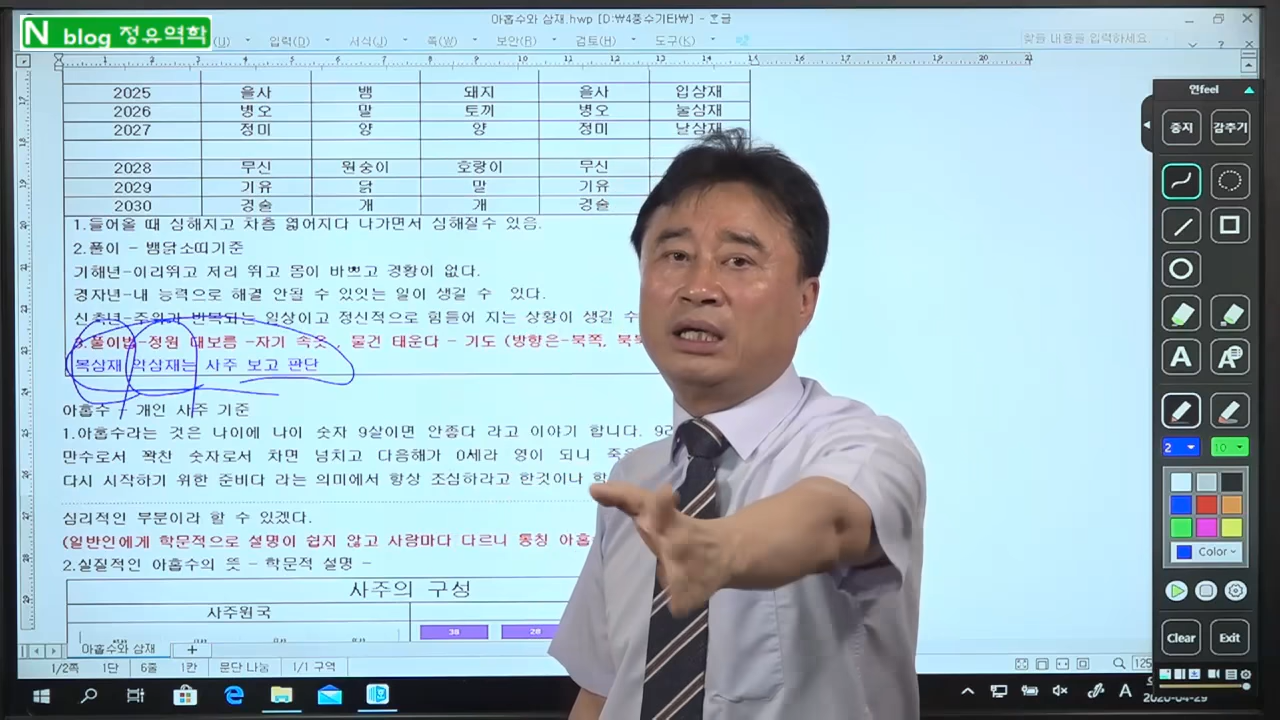 N blog 정유역학
아홉수와 삼재.hwp [D:₩4풍수기타₩] - 흔글
입력(D) 서식(J) 쪽(W) 보안(R) 검토(H) 도구(K) 찾을 내용을 입력하세요.
2025 을사 뱀 돼지 을사 입상재
2026 병오 말 토끼 병오 눌삼재
2027 정미 양 양 정미 날삼재
2028 무신 원숭이 호랑이 무신
2029 기유 닭 말 기유
2030 경술 개 개 경술
1.들어올 때 심해지고 차츰 엷어지다 나가면서 심해질수 있음.
2.풀이 - 뱀닭소띠기준
기해년-이리뛰고 저리 뛰고 몸이 바쁘고 경황이 없다.
경자년-내 능력으로 해결 안될 수 있잇는 일이 생길 수 있다.
신축년-주위가 반복되는 일상이고 정신적으로 힘들어 지는 상황이 생길 수
3.풀이법-정월 대보름 -자기 속옷 , 물건 태운다 - 기도 (방향은-북쪽,
복삼재 악삼재는 사주 보고 판단
아홉수 - 개인 사주 기준
1.아홉수라는 것은 나이에 나이 숫자 9살이면 안좋다 라고 이야기 합니다.
만수로서 꽉찬 숫자로서 차면 넘치고 다음해가 0세라 영이 되니
다시 시작하기 위한 준비다 라는 의미에서 항상 조심하라고 한것이나
심리적인 부분이라 할 수 있겠다.
(일반인에게 학문적으로 설명이 쉽지 않고 사람마다 다르니 통칭
2.실질적인 아홉수의 뜻 - 학문적 설명 -
사주의 구성
사주원국
38 28
아홉수와 삼재
1/2쪽 1단 6줄 1칸 문단 나눔 1/1 구역
언feel
중지 감추기
A
2 10
Color
Clear Exit
A
2020-04-29